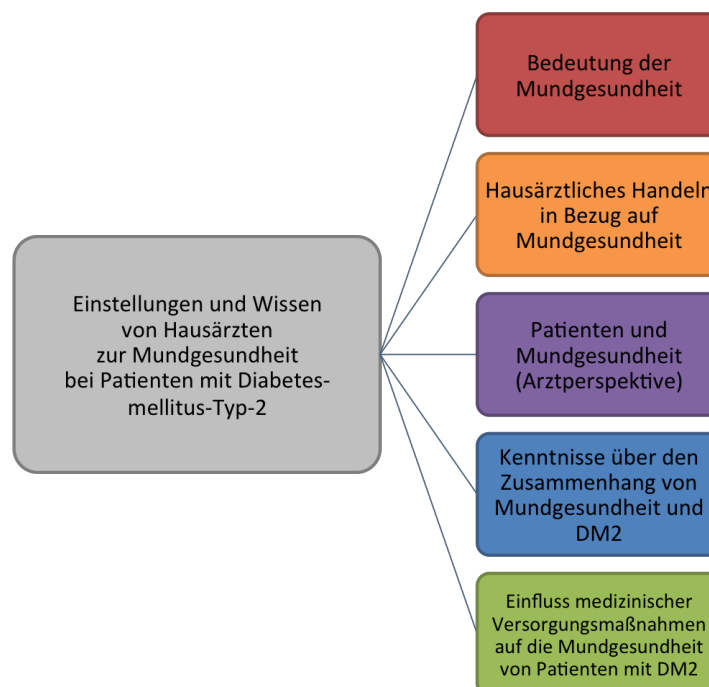 Einstellungen und Wissen
von Hausärzten
zur Mundgesundheit
bei Patienten mit Diabetes-
mellitus-Typ-2
Bedeutung der
Mundgesundheit
Hausärztliches Handeln
in Bezug auf
Mundgesundheit
Patienten und
Mundgesundheit
(Arztperspektive)
Kenntnisse über den
Zusammenhang von
Mundgesundheit und
DM2
Einfluss medizinischer
Versorgungsmaßnahmen
auf die Mundgesundheit
von Patienten mit DM2